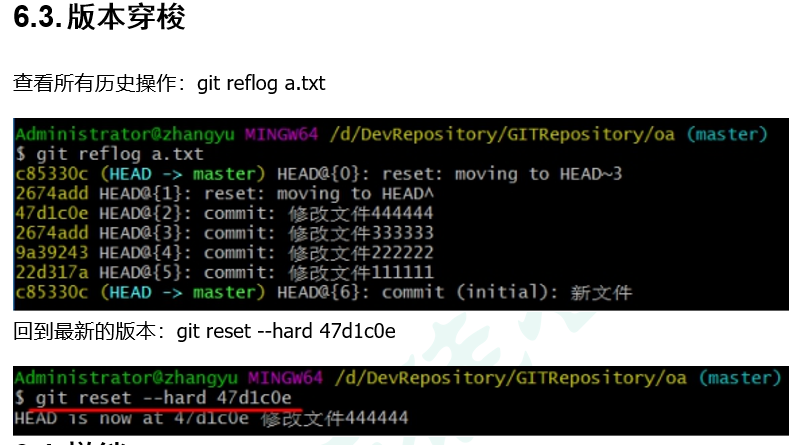 6.3. 版本穿梭
查看所有历史操作：git reflog a.txt
Administrator@zhangyu MINGW64 /d/DevRepository/GITRepository/oa (master)
$ git reflog a.txt
c85330c (HEAD -> master) HEAD@{0}: reset: moving to HEAD~3
2674add HEAD@{1}: reset: moving to HEAD^
47d1c0e HEAD@{2}: commit: 修改文件444444
2674add HEAD@{3}: commit: 修改文件333333
9a39243 HEAD@{4}: commit: 修改文件222222
22d317a HEAD@{5}: commit: 修改文件111111
c85330c (HEAD -> master) HEAD@{6}: commit (initial): 新文件
回到最新的版本：git reset --hard 47d1c0e
Administrator@zhangyu MINGW64 /d/DevRepository/GITRepository/oa (master)
$ git reset --hard 47d1c0e
HEAD is now at 47d1c0e 修改文件444444